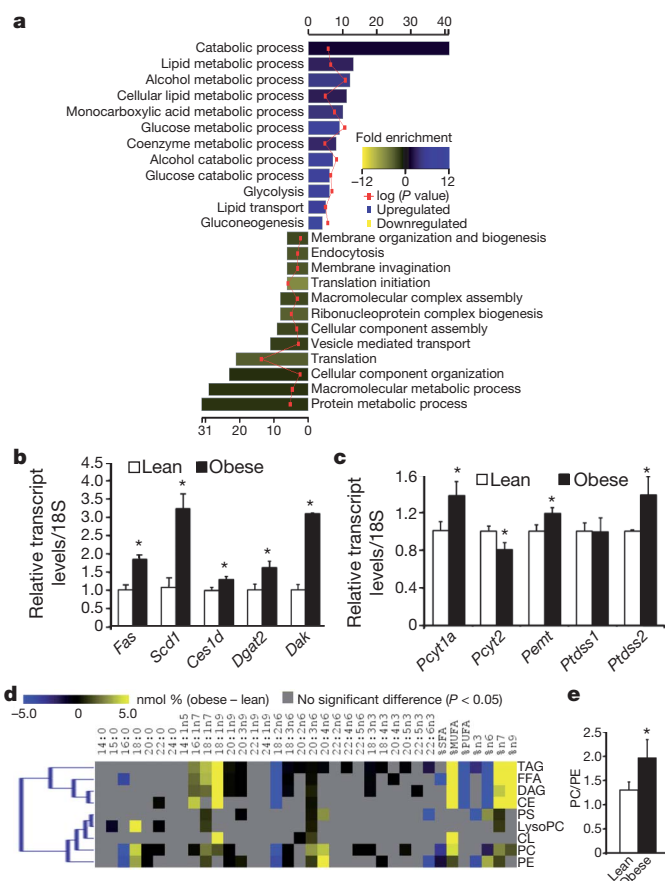 a
0 10 20 30 40
Catabolic process
Lipid metabolic process
Alcohol metabolic process
Cellular lipid metabolic process
Monocarboxylic acid metabolic process
Glucose metabolic process
Coenzyme metabolic process
Alcohol catabolic process
Glucose catabolic process
Glycolysis
Lipid transport
Gluconeogenesis
Fold enrichment
−12 0 12
log (P value)
Upregulated
Downregulated
Membrane organization and biogenesis
Endocytosis
Membrane invagination
Translation initiation
Macromolecular complex assembly
Ribonucleoprotein complex biogenesis
Cellular component assembly
Vesicle mediated transport
Translation
Cellular component organization
Macromolecular metabolic process
Protein metabolic process
31 20 10 0
b
Relative transcript levels/18S
4.5
4.0
3.5
3.0
2.5
2.0
1.5
1.0
0.5
0
Lean Obese
* * * * *
Fas Scd1 Ces1d Dgat2 Dak
c
Relative transcript levels/18S
1.6
1.2
0.8
0.4
0
Lean Obese
* * * *
Pcyt1a Pcyt2 Pemt Ptdss1 Ptdss2
d
−5.0 0 5.0 nmol % (obese – lean) No significant difference (P < 0.05)
14:0 15:0 16:0 18:0 20:0 22:0 24:0 14:1n5 16:1n7 18:1n7 18:1n9 20:1n9 20:3n9 22:1n9 24:1n9 18:2n6 18:3n6 20:2n6 20:3n6 20:4n6 22:4n6 22:5n6 18:3n3 18:4n3 20:3n3 20:5n3 22:5n3 22:6n3 %SFA %MUFA %PUFA %n3 %n6 %n7 %n9
TAG
FFA
DAG
CE
PS
LysoPC
CL
PC
PE
e
PC/PE
2.5
2.0
1.5
1.0
0.5
0
*
Lean Obese